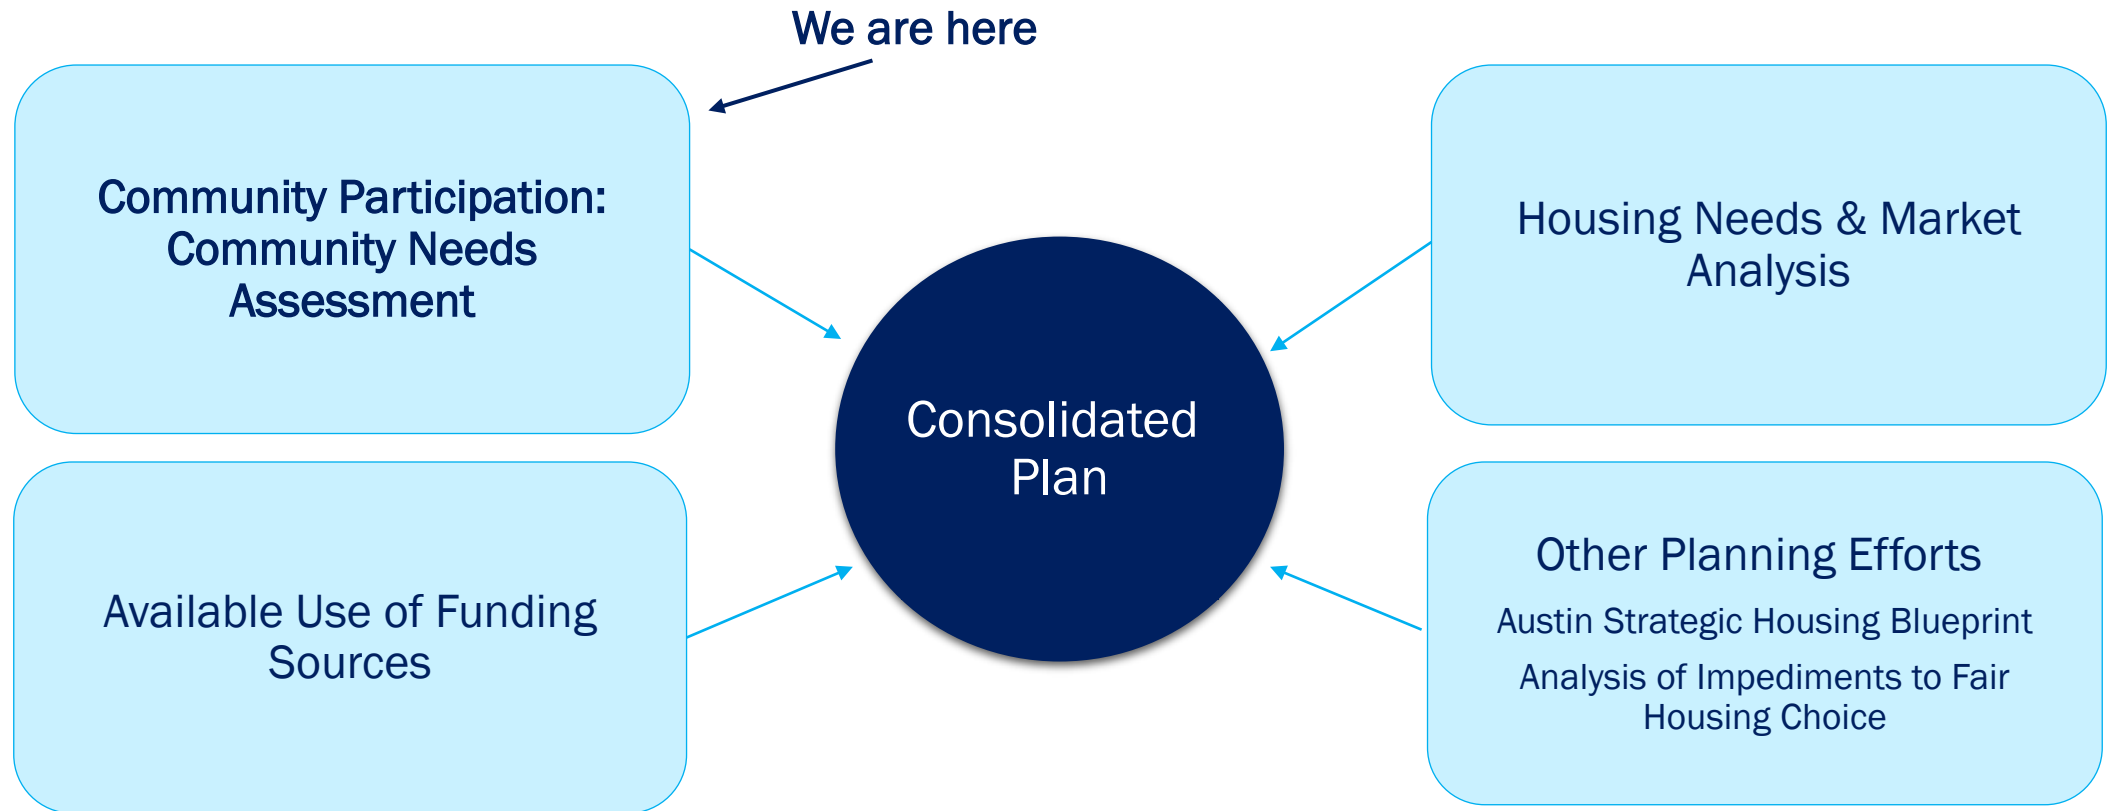 We are here
Community Participation:
Community Needs
Assessment
Housing Needs & Market
Analysis
Consolidated
Plan
Available Use of Funding
Sources
Other Planning Efforts
Austin Strategic Housing Blueprint
Analysis of Impediments to Fair
Housing Choice